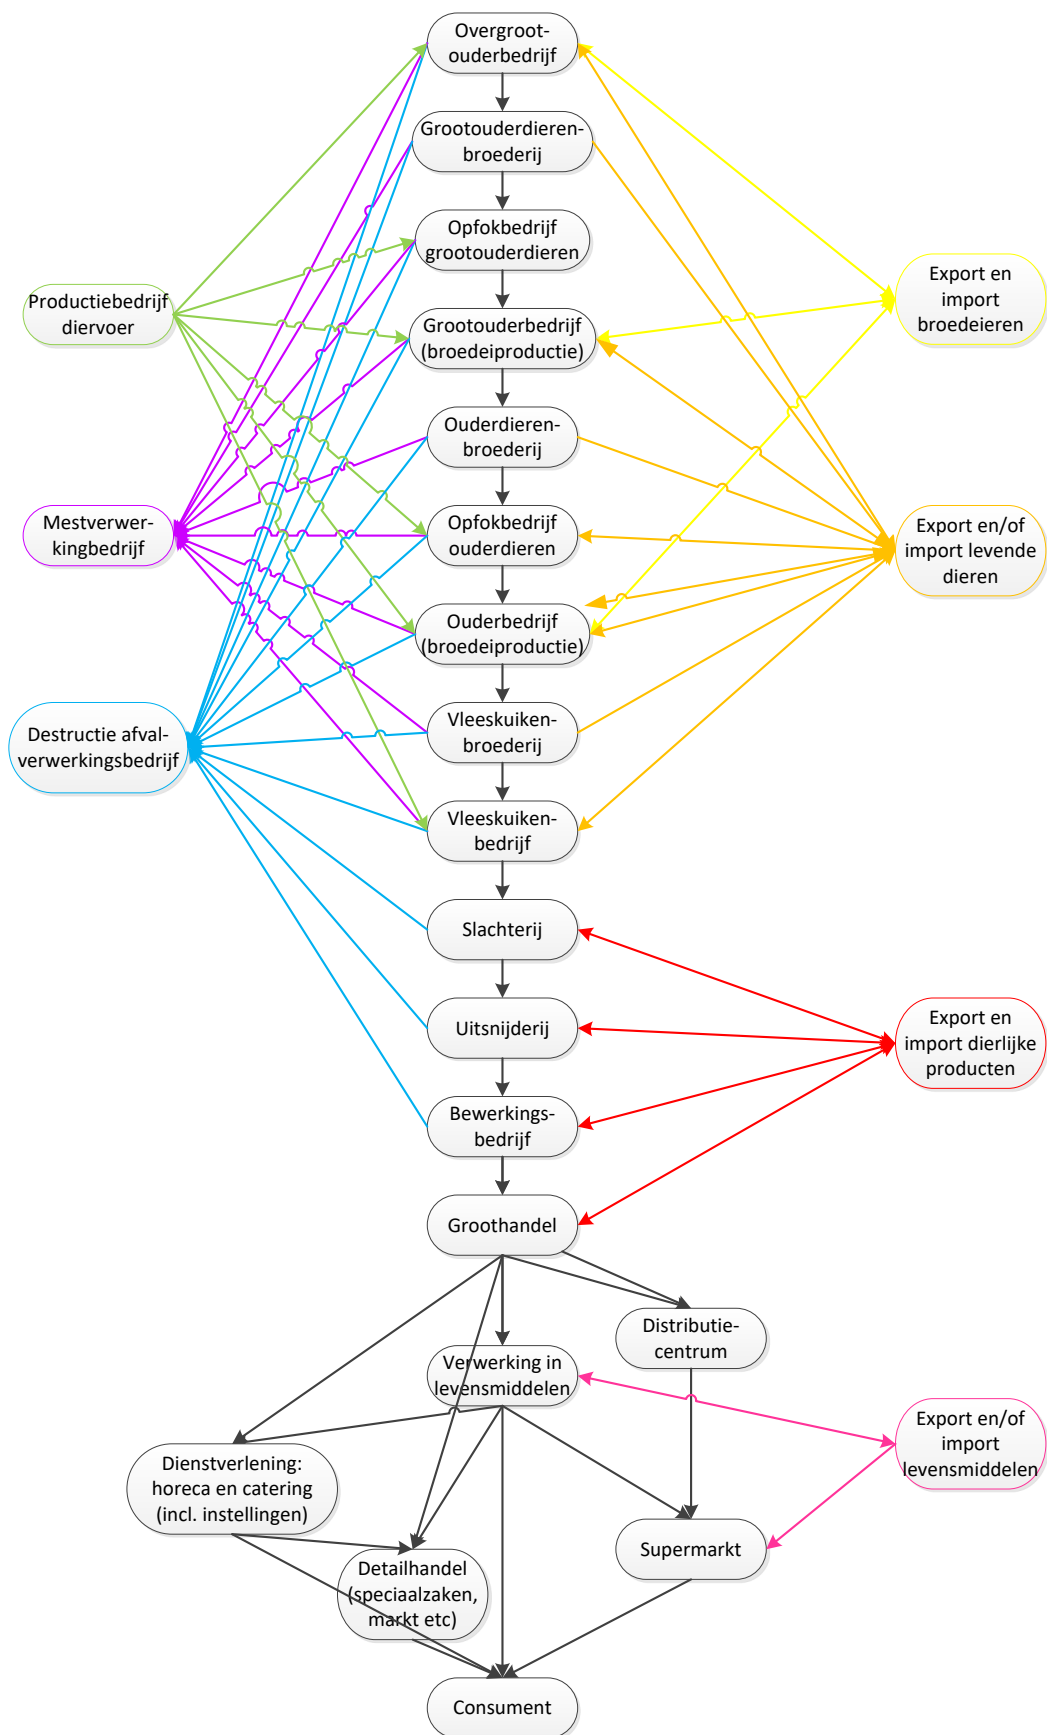 Overgroot-
ouderbedrijf
Grootouderdieren-
broederij
Opfokbedrijf
grootouderdieren
Productiebedrijf
diervoer
Export en
import
broedeieren
Grootouderbedrijf
(broedeiproductie)
Ouderdieren-
broederij
Mestverwer-
kingbedrijf
Opfokbedrijf
ouderdieren
Export en/of
import levende
dieren
Ouderbedrijf
(broedeiproductie)
Destructie afval-
verwerkingsbedrijf
Vleeskuiken-
broederij
Vleeskuiken-
bedrijf
Slachterij
Uitsnijderij
Export en
import dierlijke
producten
Bewerkings-
bedrijf
Groothandel
Distributie-
centrum
Verwerking in
levensmiddelen
Export en/of
import
levensmiddelen
Dienstverlening:
horeca en catering
(incl. instellingen)
Supermarkt
Detailhandel
(speciaalzaken,
markt etc)
Consument